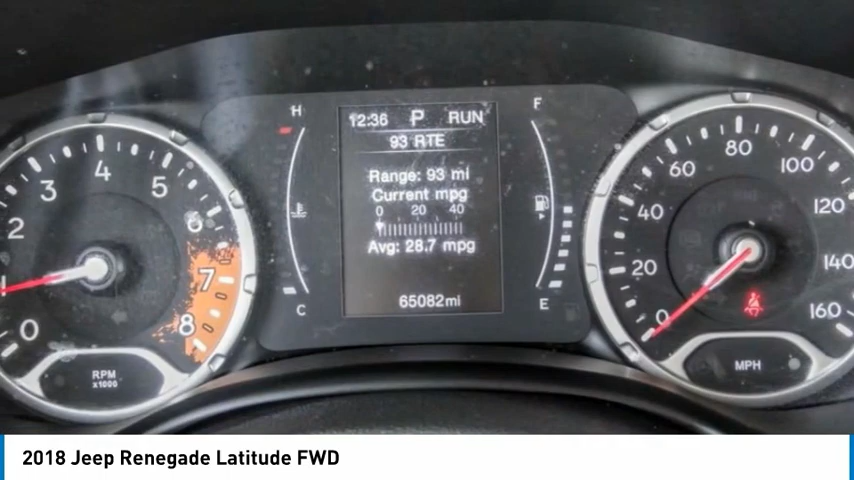 12:36 P RUN
93 RTE
Range: 93 mi
Current mpg
0 20 40
Avg: 28.7 mpg
65082mi
H
C
F
E
0 2 3 4 5 6 7 8
RPM
x1000
0 20 40 60 80 100 120 140 160
MPH
2018 Jeep Renegade Latitude FWD